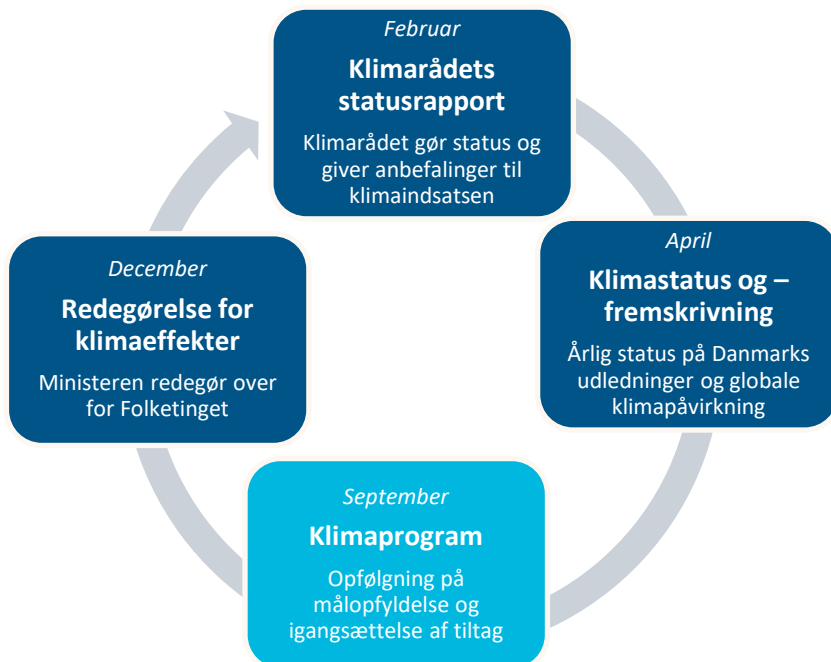 Februar
Klimarådets
statusrapport
Klimarådet gør status og
giver anbefalinger til
klimaindsatsen
April
Klimastatus og –
fremskrivning
Årlig status på Danmarks
udledninger og globale
klimapåvirkning
September
Klimaprogram
Opfølgning på
målopfyldelse og
igangsættelse af tiltag
December
Redegørelse for
klimaeffekter
Ministeren redegør over
for Folketinget